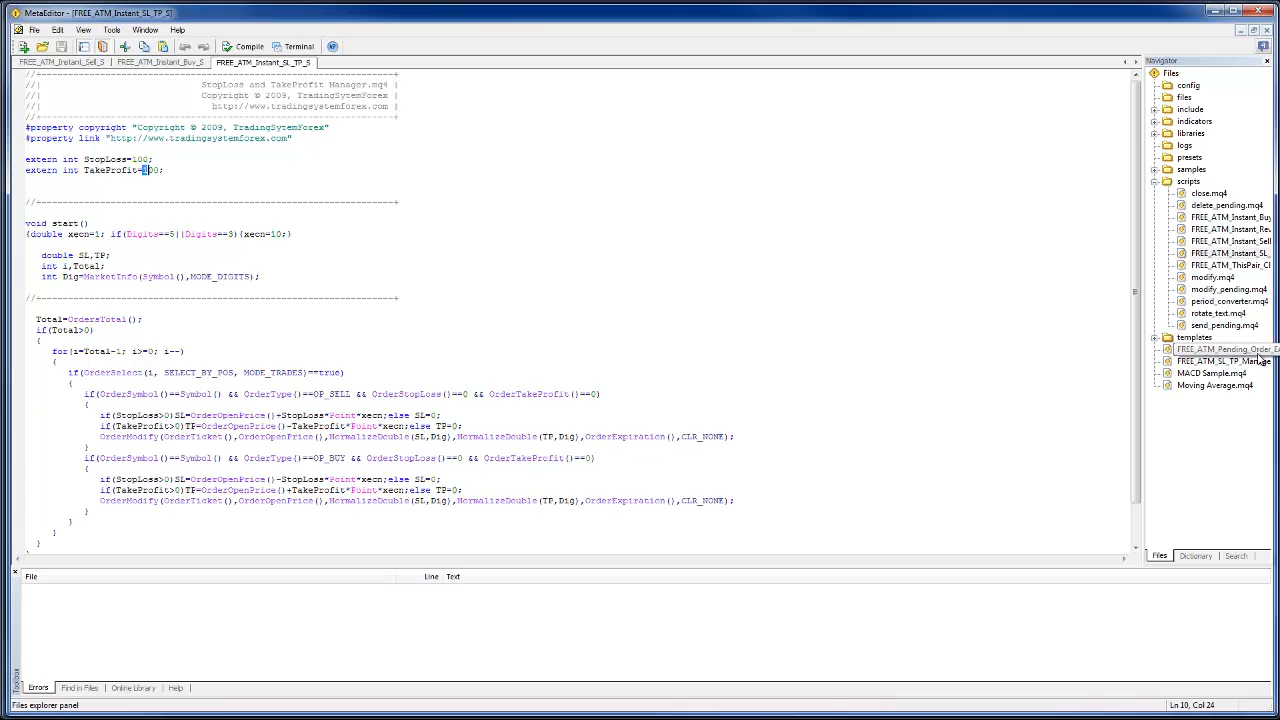 MetaEditor - [FREE_ATM_Instant_SL_TP_S]
File Edit View Tools Window Help
Compile Terminal
FREE_ATM_Instant_Sell_S FREE_ATM_Instant_Buy_S FREE_ATM_Instant_SL_TP_S
//+------------------------------------------------------------------+
//| StopLoss and TakeProfit Manager.mq4 |
//| Copyright © 2009, TradingSytemForex |
//| http://www.tradingsystemforex.com |
//+------------------------------------------------------------------+
#property copyright "Copyright © 2009, TradingSytemForex"
#property link "http://www.tradingsystemforex.com"
extern int StopLoss=100;
extern int TakeProfit=100;
//+------------------------------------------------------------------+
void start()
{double xecn=1; if(Digits==5||Digits==3){xecn=10;}
double SL,TP;
int i,Total;
int Dig=MarketInfo(Symbol(),MODE_DIGITS);
//+------------------------------------------------------------------+
Total=OrdersTotal();
if(Total>0)
{
for(i=Total-1; i>=0; i--)
{
if(OrderSelect(i, SELECT_BY_POS, MODE_TRADES)==true)
{
if(OrderSymbol()==Symbol() && OrderType()==OP_SELL && OrderStopLoss()==0 && OrderTakeProfit()==0)
{
if(StopLoss>0)SL=OrderOpenPrice()+StopLoss*Point*xecn;else SL=0;
if(TakeProfit>0)TP=OrderOpenPrice()-TakeProfit*Point*xecn;else TP=0;
OrderModify(OrderTicket(),OrderOpenPrice(),NormalizeDouble(SL,Dig),NormalizeDouble(TP,Dig),OrderExpiration(),CLR_NONE);
}
if(OrderSymbol()==Symbol() && OrderType()==OP_BUY && OrderStopLoss()==0 && OrderTakeProfit()==0)
{
if(StopLoss>0)SL=OrderOpenPrice()-StopLoss*Point*xecn;else SL=0;
if(TakeProfit>0)TP=OrderOpenPrice()+TakeProfit*Point*xecn;else TP=0;
OrderModify(OrderTicket(),OrderOpenPrice(),NormalizeDouble(SL,Dig),NormalizeDouble(TP,Dig),OrderExpiration(),CLR_NONE);
}
}
}
}
Navigator
Files
config
files
include
indicators
libraries
logs
presets
samples
scripts
close.mq4
delete_pending.mq4
FREE_ATM_Instant_Buy
FREE_ATM_Instant_Rev
FREE_ATM_Instant_Sell
FREE_ATM_Instant_SL_
FREE_ATM_ThisPair_Cl
modify.mq4
modify_pending.mq4
period_converter.mq4
rotate_text.mq4
send_pending.mq4
templates
FREE_ATM_Pending_Order_EA
FREE_ATM_SL_TP_Manage
MACD Sample.mq4
Moving Average.mq4
Files Dictionary Search
File Line Text
Toolbox
Errors Find in Files Online Library Help
Files explorer panel Ln 10, Col 24